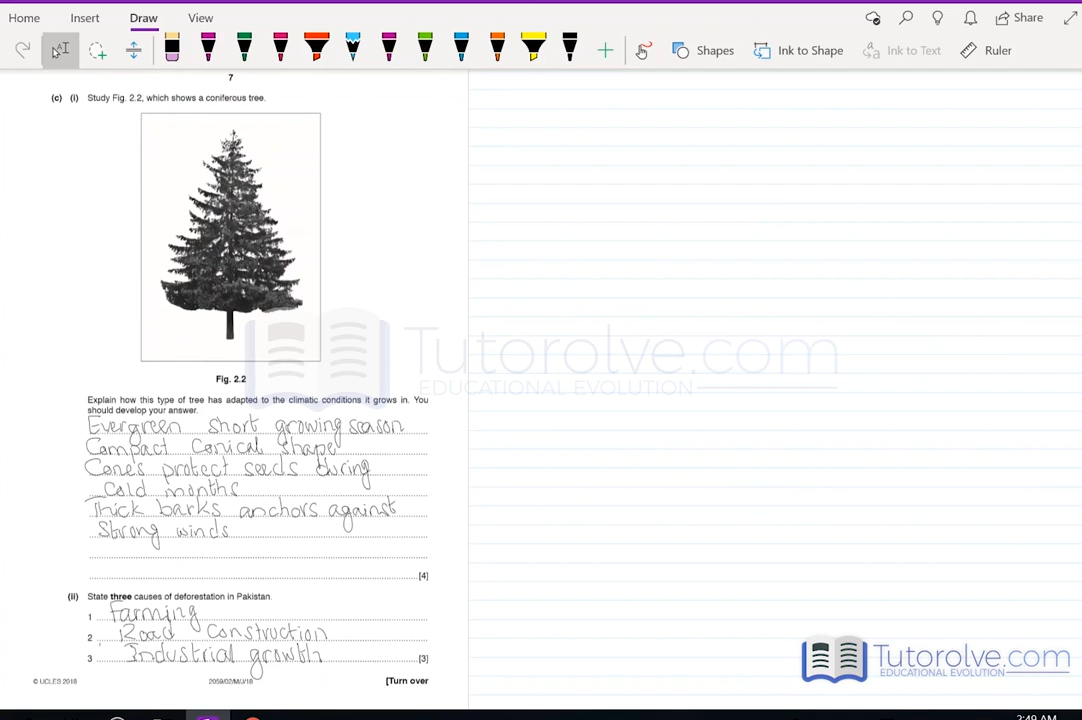 Home Insert Draw View Share
Shapes Ink to Shape Ink to Text Ruler
7
(c) (i) Study Fig. 2.2, which shows a coniferous tree.
Fig. 2.2
Tutorolve.com
EDUCATIONAL EVOLUTION
Explain how this type of tree has adapted to the climatic conditions it grows in. You
should develop your answer.
Evergreen short growing season
Compact Conical shape
Cones protect seeds during
Cold months
Thick barks anchors against
Strong winds
[4]
(ii) State three causes of deforestation in Pakistan.
1 Farming
2 Road Construction
3 Industrial growth [3]
© UCLES 2018 2059/02/M/J/18 [Turn over
Tutorolve.com
EDUCATIONAL EVOLUTION
2:49 AM